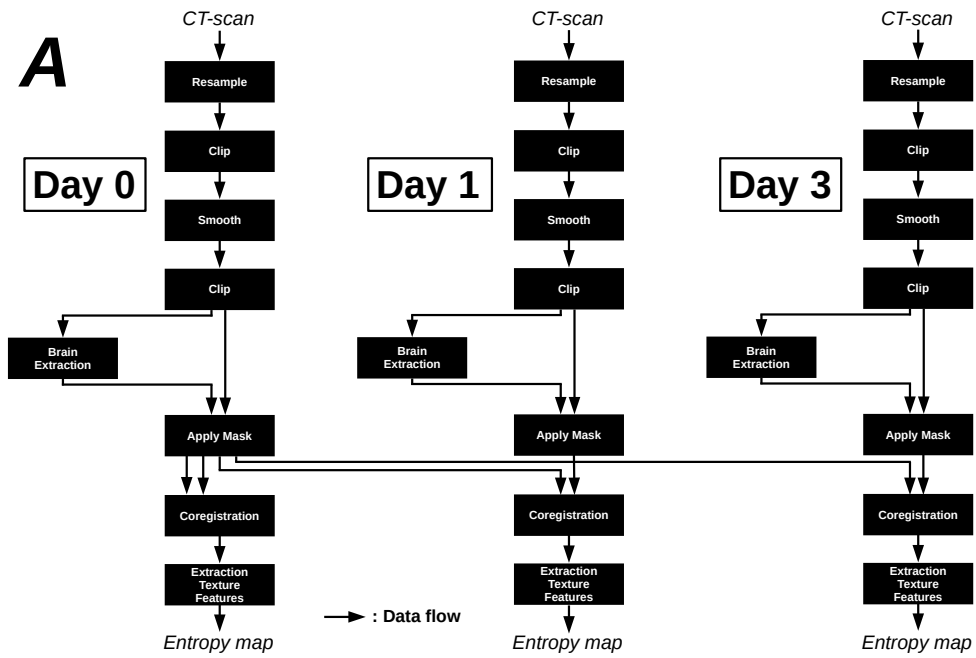 CT-scan
CT-scan
CT-scan
A
Resample
Resample
Resample
Clip
Clip
Clip
Day 0
Day 1
Day 3
Smooth
Smooth
Smooth
Clip
Clip
Clip
Brain
Extraction
Brain
Extraction
Brain
Extraction
Apply Mask
Apply Mask
Apply Mask
Coregistration
Coregistration
Coregistration
Extraction
Texture
Features
Extraction
Texture
Features
Extraction
Texture
Features
: Data flow
Entropy map
Entropy map
Entropy map